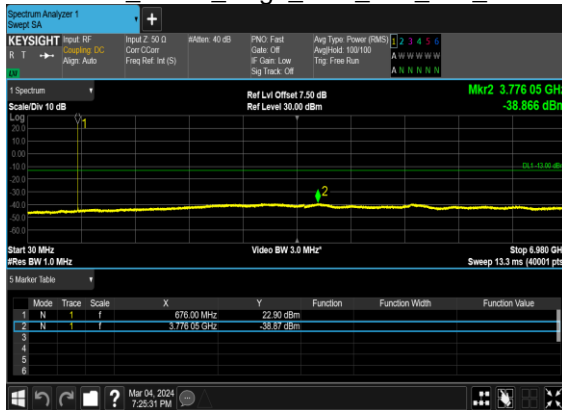 Spectrum Analyzer 1
Swept SA
+
KEYSIGHT
R T
Input: RF
Coupling: DC
Align: Auto
Input Z: 50 Ω
Corr CCorr
Freq Ref: Int (S)
#Atten: 40 dB
PNO: Fast
Gate: Off
IF Gain: Low
Sig Track: Off
Avg Type: Power (RMS)
Avg|Hold: 100/100
Trig: Free Run
1 2 3 4 5 6
A W W W W W
A N N N N N
1 Spectrum
Scale/Div 10 dB
Ref Lvl Offset 7.50 dB
Ref Level 30.00 dBm
Mkr2 3.776 05 GHz
-38.866 dBm
Log
20.0
10.0
0.00
-10.0
-20.0
-30.0
-40.0
-50.0
-60.0
1
DL1 -13.00 dBm
2
Start 30 MHz
#Res BW 1.0 MHz
Video BW 3.0 MHz*
Stop 6.980 GH
Sweep 13.3 ms (40001 pts
5 Marker Table
Mode Trace Scale X Y Function Function Width Function Value
1 N 1 f 676.00 MHz 22.90 dBm
2 N 1 f 3.776 05 GHz -38.87 dBm
3
4
5
6
?
Mar 04, 2024
7:25:31 PM